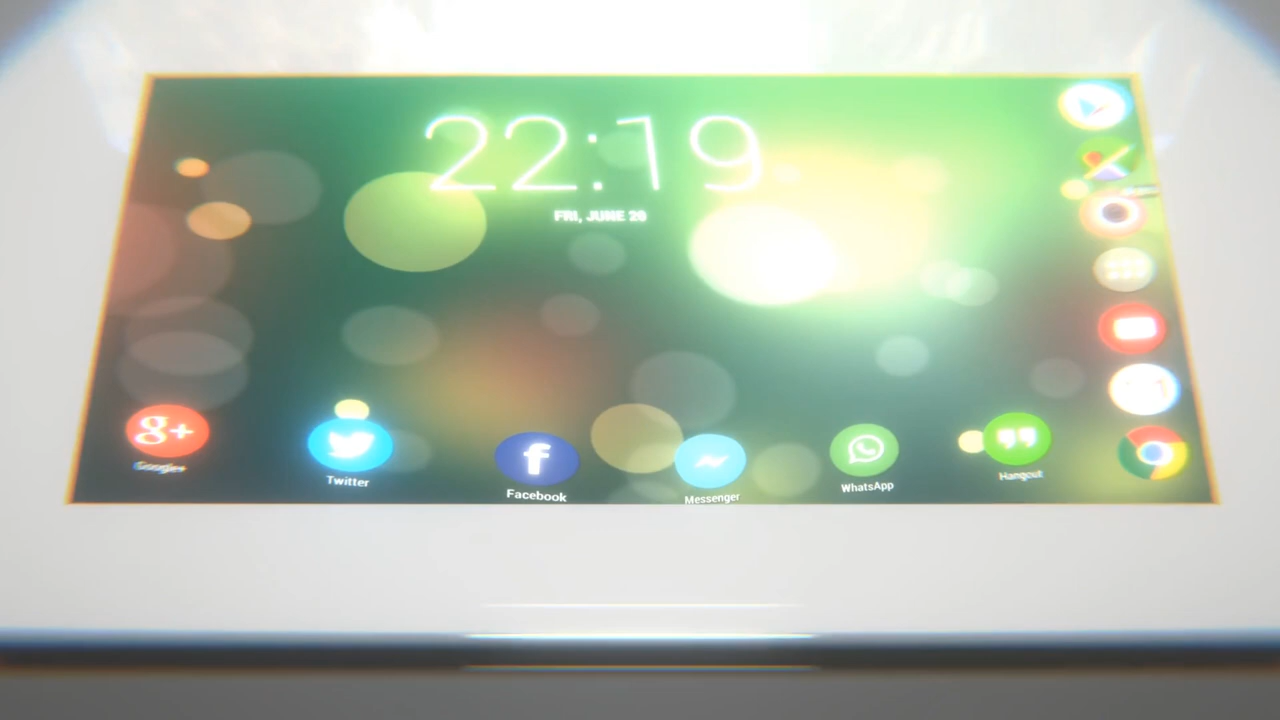 22:19
FRI, JUNE 26
Google+
Twitter
Facebook
Messenger
WhatsApp
Hangout